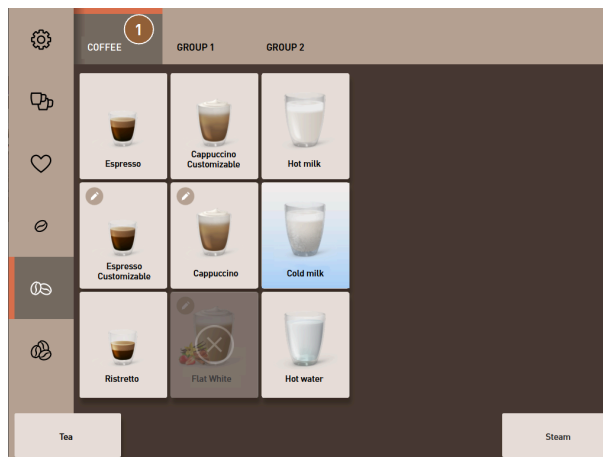 1
COFFEE
GROUP 1
GROUP 2
Espresso
Cappuccino
Customizable
Hot milk
Espresso
Customizable
Cappuccino
Cold milk
Ristretto
Flat White
Hot water
Tea
Steam